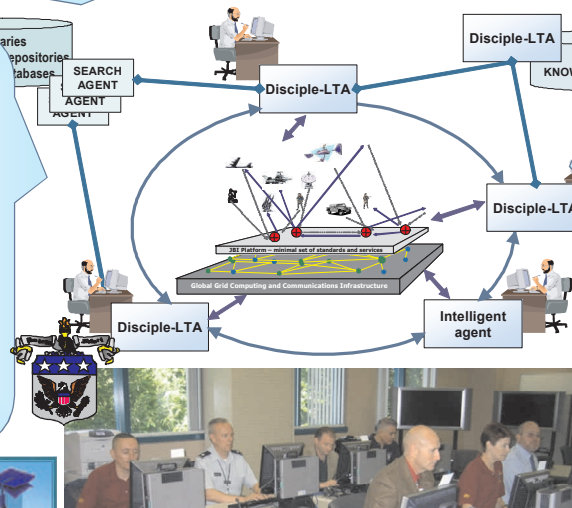 aries
epositories
tabases
SEARCH
AGENT
AGENT
AGENT
Disciple-LTA
Disciple-LTA
KNOW
Disciple-LTA
JBI Platform – minimal set of standards and services
Global Grid Computing and Communications Infrastructure
Disciple-LTA
Intelligent
agent